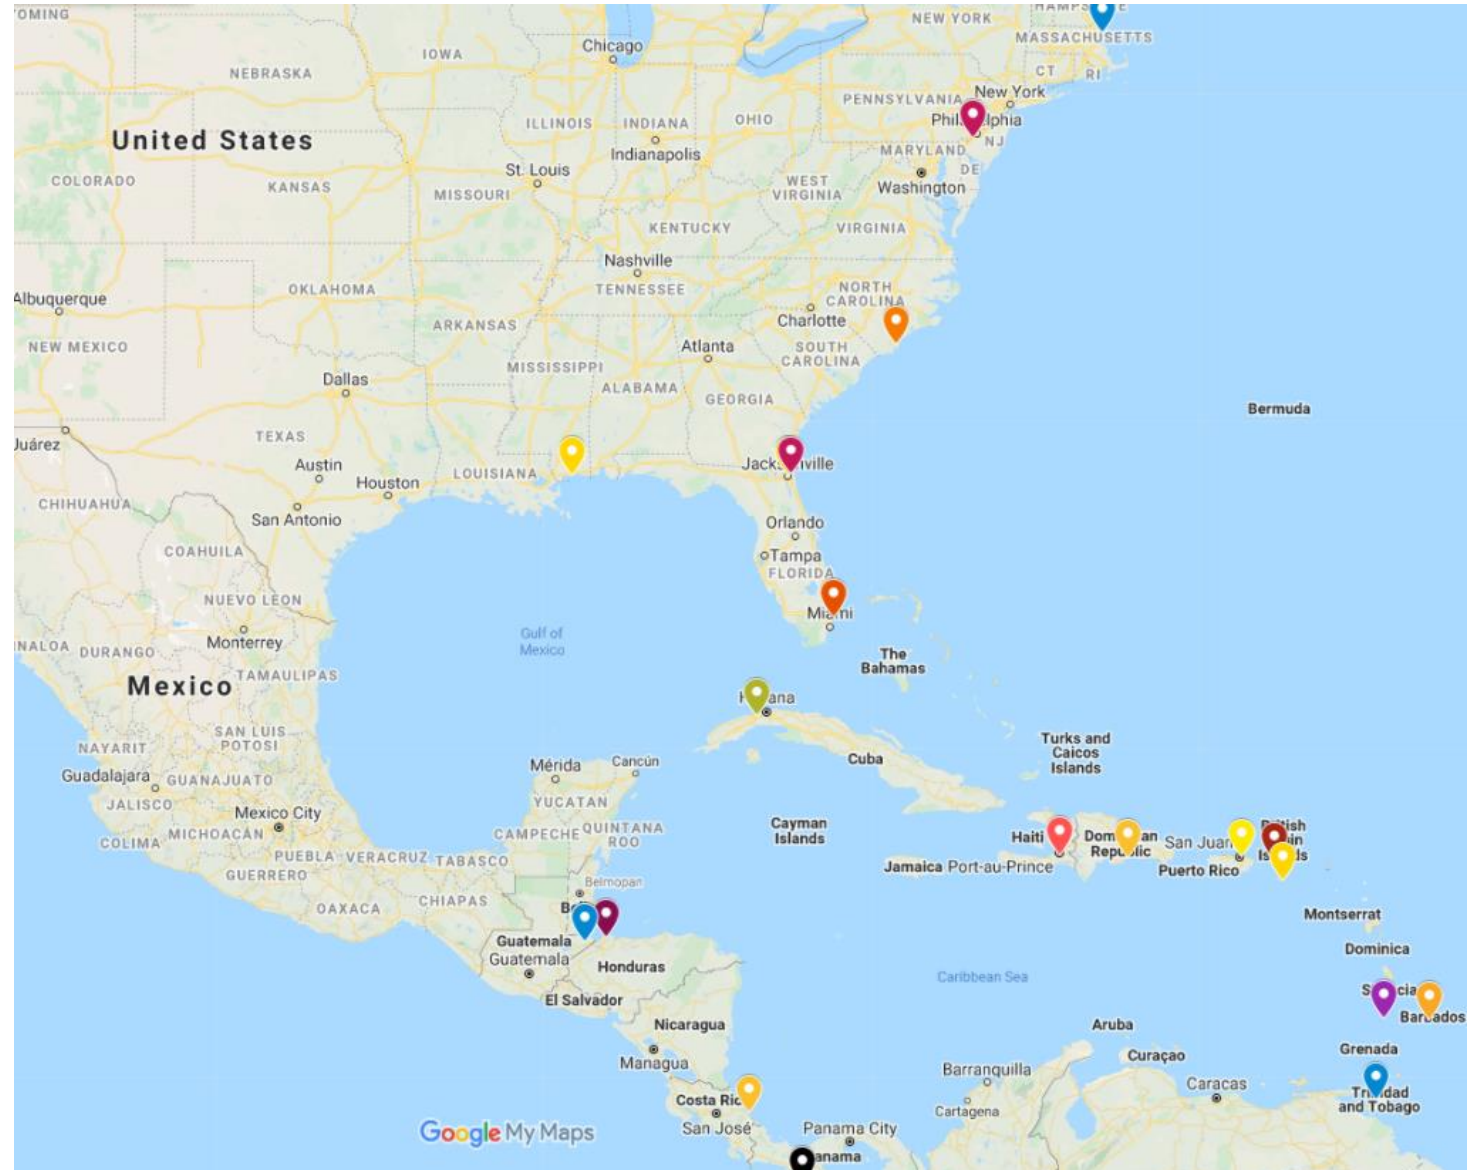 NEW YORK
MASSACHUSETTS
IOWA
Chicago
NEBRASKA
CT
RI
New York
PENNSYLVANIA
ILLINOIS
INDIANA
OHIO
NJ
United States
Indianapolis
MARYLAND
DE
St. Louis
WEST
VIRGINIA
Washington
COLORADO
KANSAS
MISSOURI
KENTUCKY
VIRGINIA
Nashville
TENNESSEE
OKLAHOMA
NORTH
CAROLINA
Albuquerque
Charlotte
ARKANSAS
NEW MEXICO
Atlanta
SOUTH
CAROLINA
MISSISSIPPI
Dallas
ALABAMA
GEORGIA
Bermuda
TEXAS
Juárez
Austin
LOUISIANA
Houston
CHIHUAHUA
San Antonio
Orlando
COAHUILA
Tampa
FLORIDA
NUEVO LEON
Gulf of
Mexico
Monterrey
DURANGO
The
Bahamas
TAMAULIPAS
Mexico
SAN LUIS
POTOSI
Turks and
Caicos
Islands
NAYARIT
Cuba
Mérida
Cancún
Guadalajara
GUANAJUATO
YUCATAN
JALISCO
Mexico City
Cayman
Islands
CAMPECHE
QUINTANA
ROO
MICHOACÁN
COLIMA
Haiti
San Juan
PUEBLA
VERACRUZ
TABASCO
Jamaica
Port-au-Prince
Puerto Rico
GUERRERO
Belmopan
OAXACA
CHIAPAS
Montserrat
Guatemala
Guatemala
Dominica
Honduras
Caribbean Sea
El Salvador
Nicaragua
Aruba
Grenada
Managua
Curaçao
Barranquilla
Caracas
Costa
Cartagena
and Tobago
San José
Panama City
Google My Maps